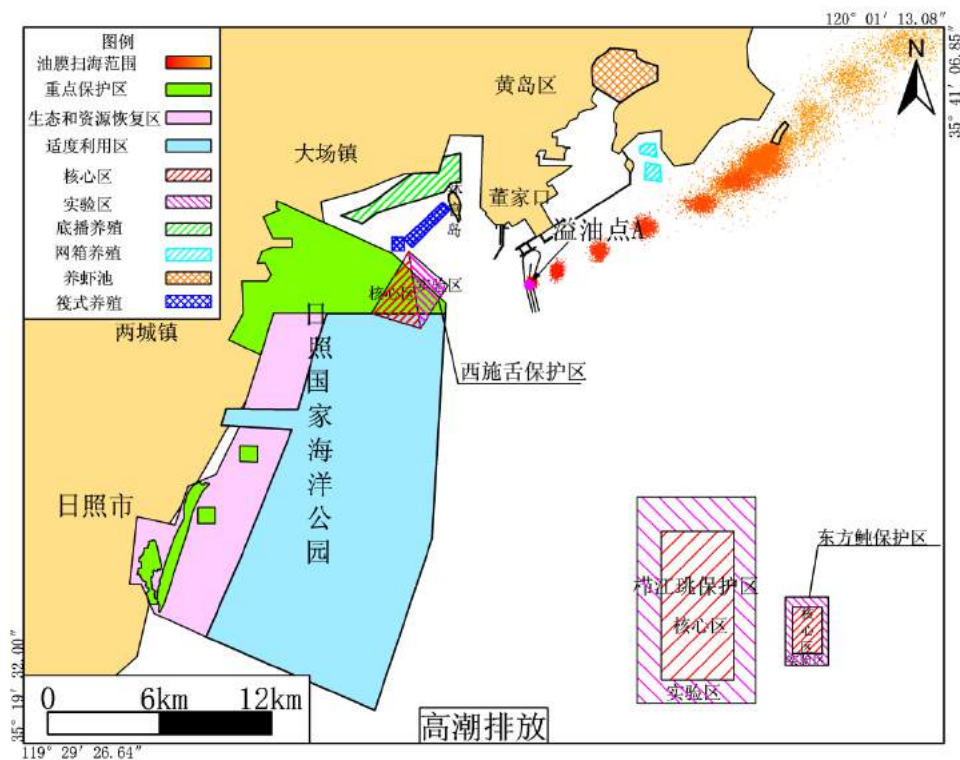 120° 01′ 13.08″
35° 41′ 06.85″
N
图例
油膜扫海范围
重点保护区
生态和资源恢复区
适度利用区
核心区
实验区
底播养殖
网箱养殖
养虾池
筏式养殖
黄岛区
大场镇
董家口
岛
溢油点A
实验区
核心区
两城镇
西施舌保护区
日照国家海洋公园
日照市
东方鲀保护区
栉江珧保护区
核心区
实验区
核心区
实验区
0 6km 12km
高潮排放
35° 19′ 32.00″
119° 29′ 26.64″